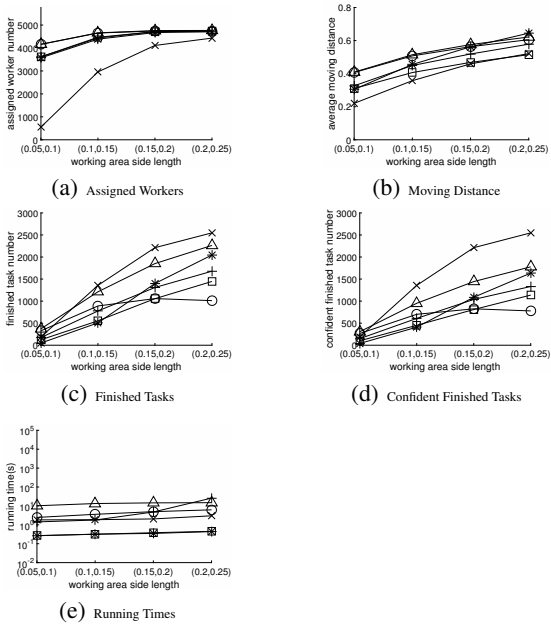 5000
4000
3000
2000
1000
0
assigned worker number
(0.05,0.1) (0.1,0.15) (0.15,0.2) (0.2,0.25)
working area side length
(a) Assigned Workers
0.8
0.6
0.4
0.2
0
average moving distance
(0.05,0.1) (0.1,0.15) (0.15,0.2) (0.2,0.25)
working area side length
(b) Moving Distance
3000
2500
2000
1500
1000
500
0
finished task number
(0.05,0.1) (0.1,0.15) (0.15,0.2) (0.2,0.25)
working area side length
(c) Finished Tasks
3000
2500
2000
1500
1000
500
0
confident finished task number
(0.05,0.1) (0.1,0.15) (0.15,0.2) (0.2,0.25)
working area side length
(d) Confident Finished Tasks
10^5
10^4
10^3
10^2
10^1
10^0
10^-1
10^-2
running time(s)
(0.05,0.1) (0.1,0.15) (0.15,0.2) (0.2,0.25)
working area side length
(e) Running Times